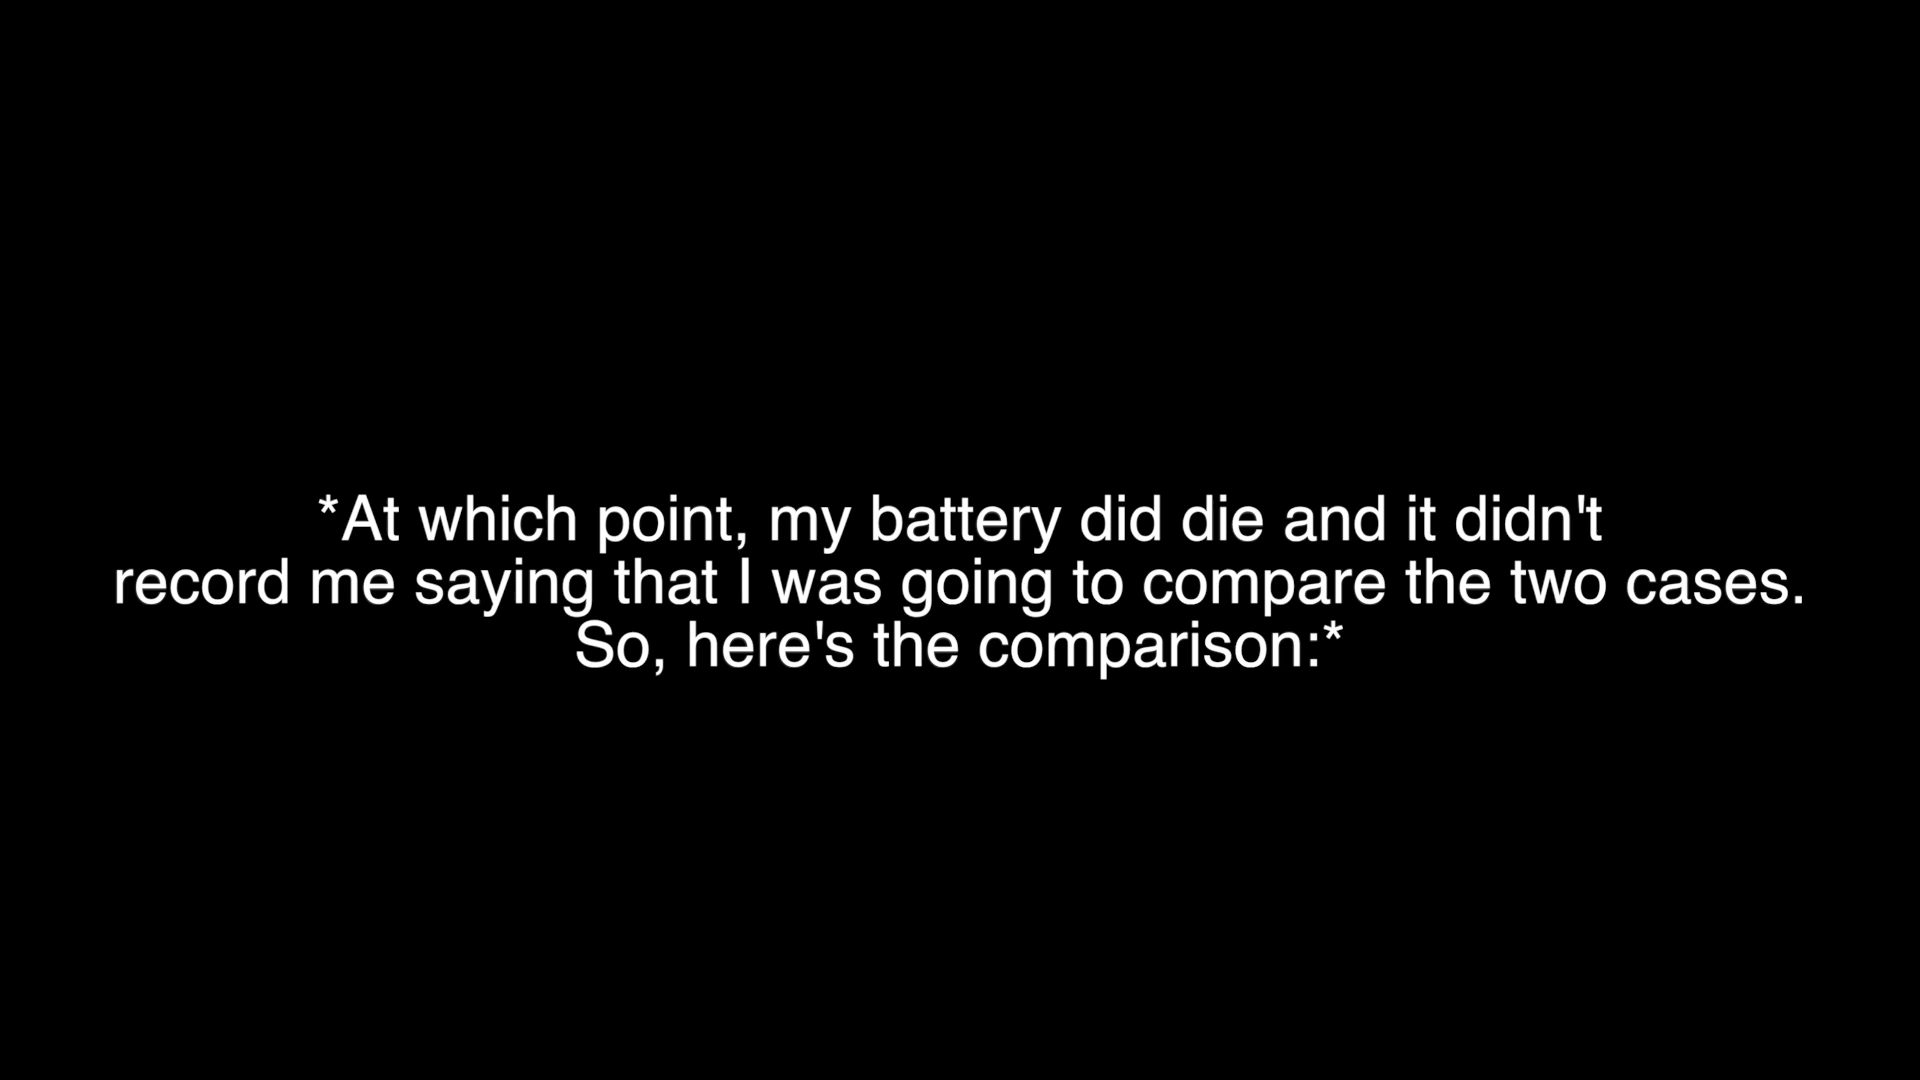 *At which point, my battery did die and it didn't
record me saying that I was going to compare the two cases.
So, here's the comparison:*